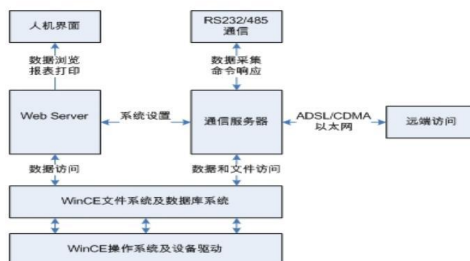 人机界面
RS232/485
通信
数据浏览
报表打印
数据采集
命令响应
Web Server
系统设置
通信服务器
ADSL/CDMA
以太网
远端访问
数据访问
数据和文件访问
WinCE文件系统及数据库系统
WinCE操作系统及设备驱动